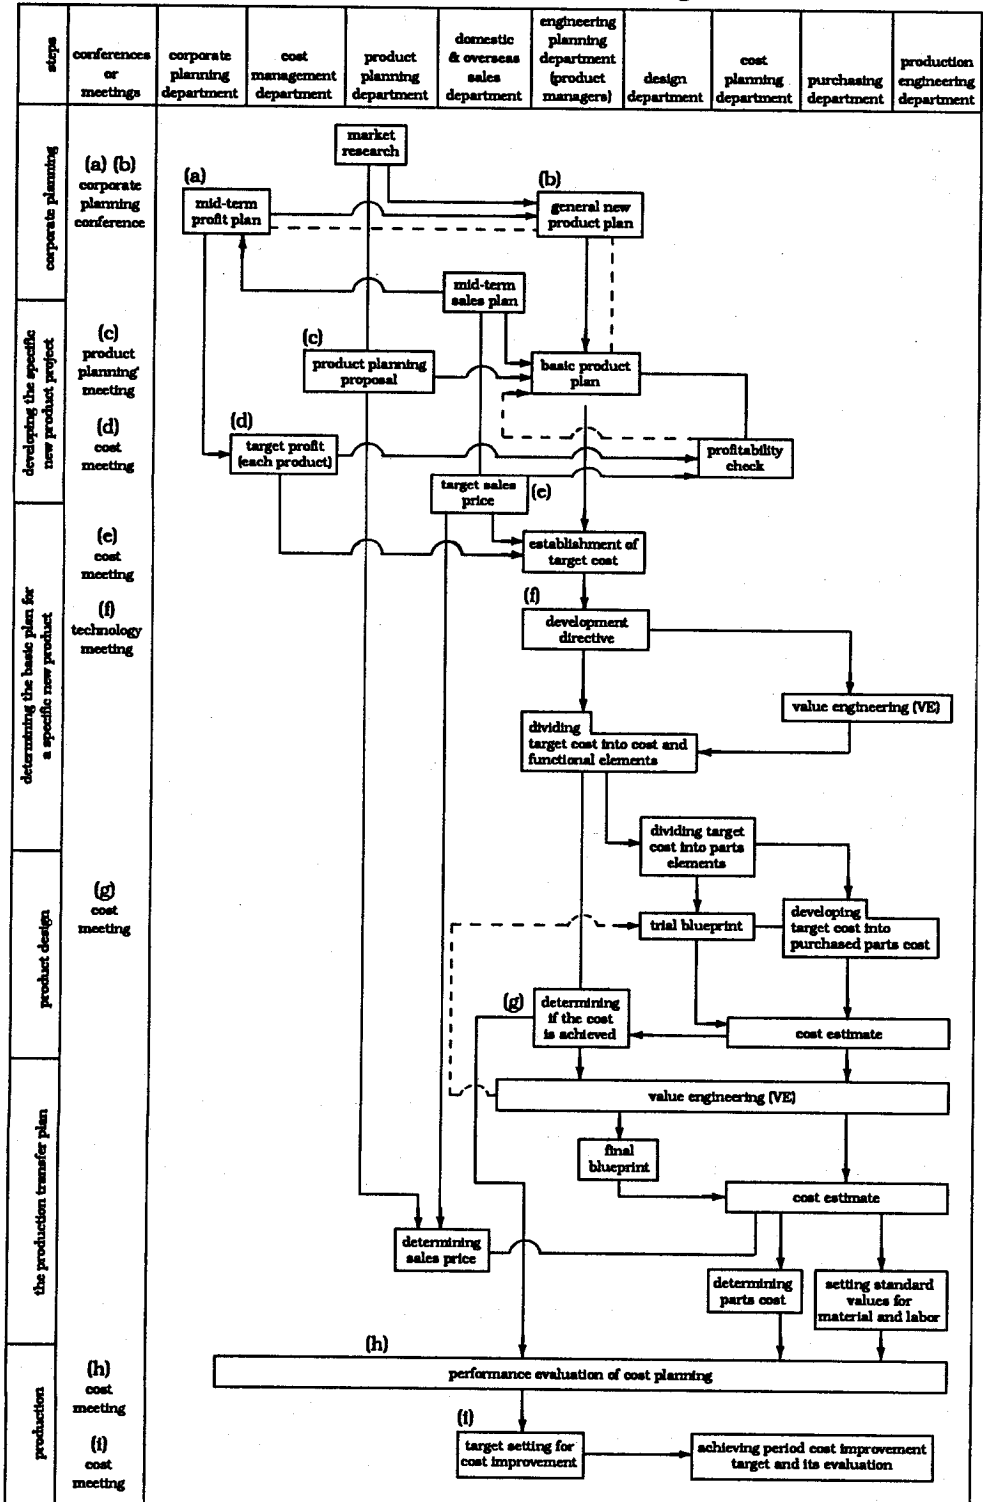 steps
conferences
or
meetings
corporate
planning
department
cost
management
department
product
planning
department
domestic
& overseas
sales
department
engineering
planning
department
(product
managers)
design
department
cost
planning
department
purchasing
department
production
engineering
department
corporate planning
(a) (b)
corporate
planning
conference
market
research
(a)
mid-term
profit plan
(b)
general new
product plan
mid-term
sales plan
developing the specific
new product project
(c)
product
planning
meeting
(d)
cost
meeting
(c)
product planning
proposal
basic product
plan
(d)
target profit
(each product)
profitability
check
target sales
price
(e)
determining the basic plan for
a specific new product
(e)
cost
meeting
(f)
technology
meeting
establishment of
target cost
(f)
development
directive
value engineering (VE)
dividing
target cost into cost and
functional elements
dividing target
cost into parts
elements
product design
(g)
cost
meeting
trial blueprint
developing
target cost into
purchased parts cost
(g)
determining
if the cost
is achieved
cost estimate
the production transfer plan
value engineering (VE)
final
blueprint
cost estimate
determining
sales price
determining
parts cost
setting standard
values for
material and labor
production
(h)
cost
meeting
(i)
cost
meeting
(h)
performance evaluation of cost planning
(i)
target setting for
cost improvement
achieving period cost improvement
target and its evaluation